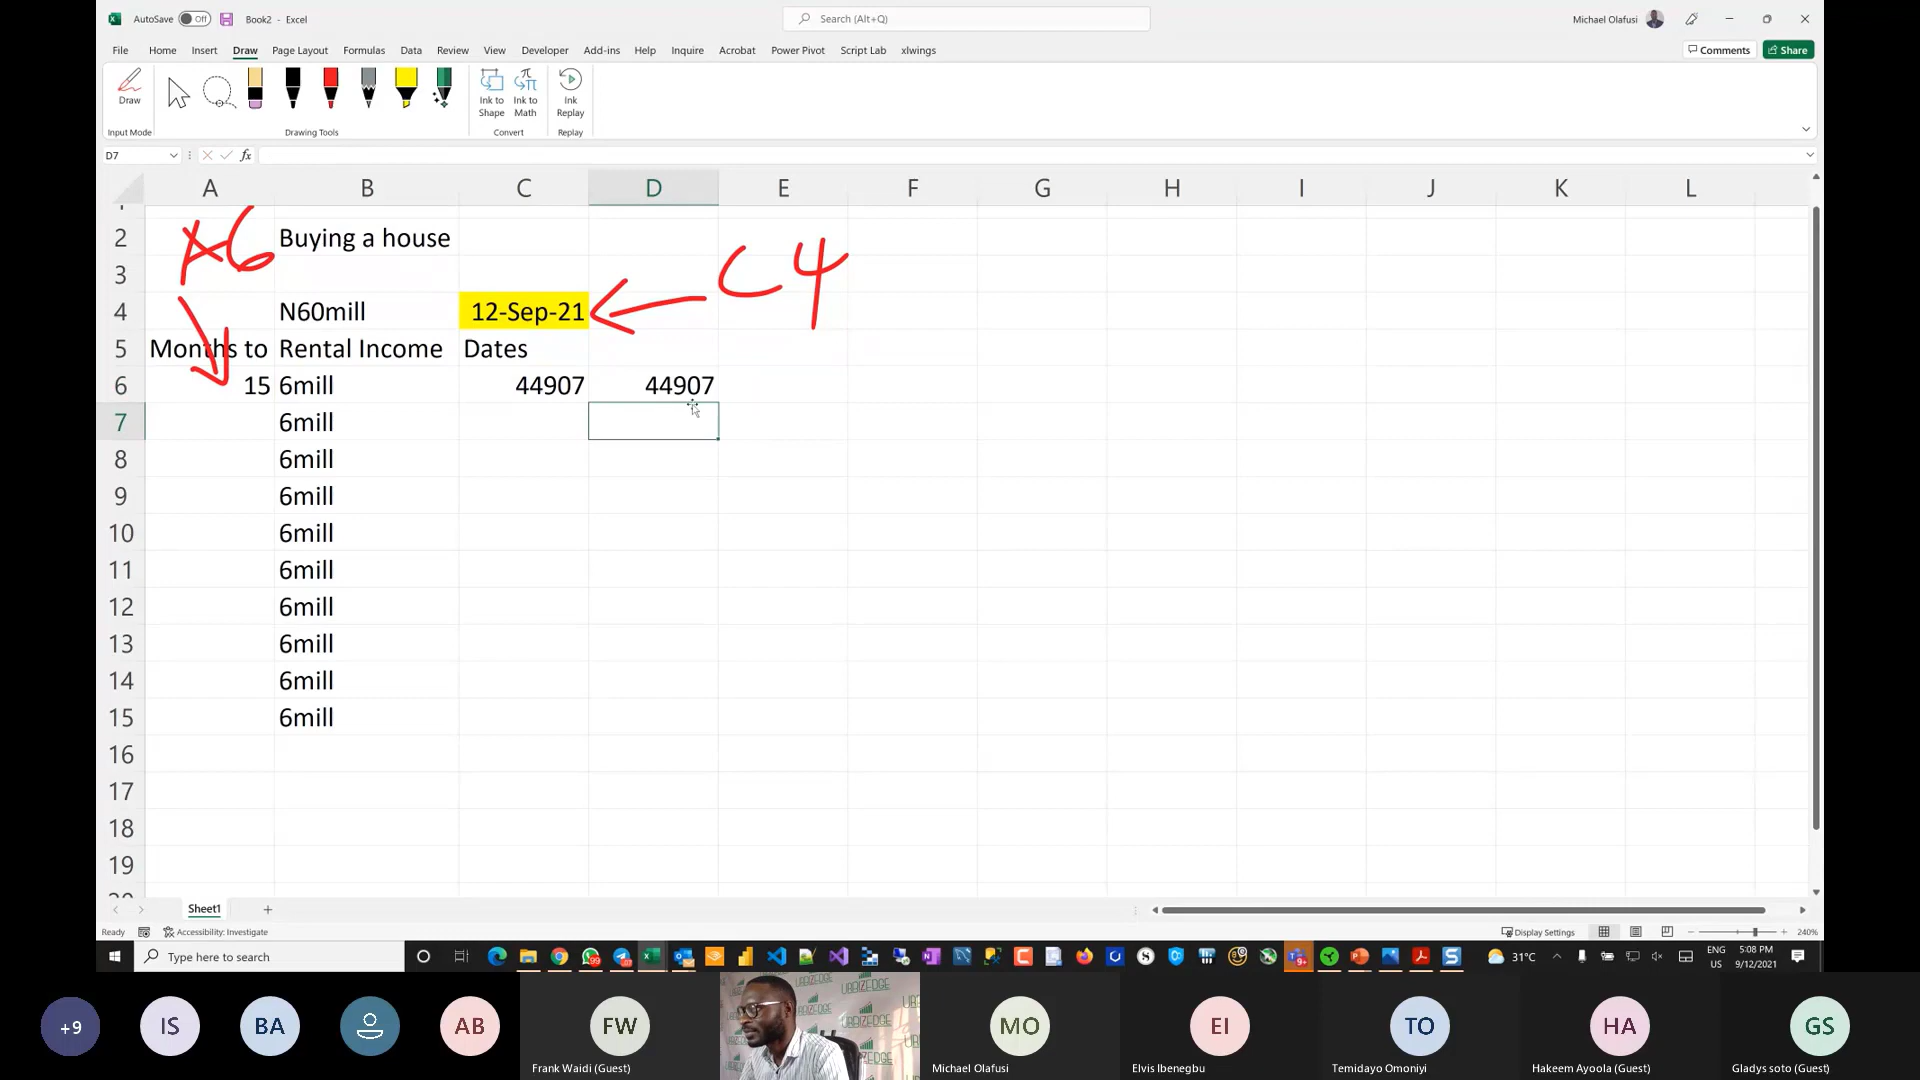 AutoSave Off Book2 - Excel Search (Alt+Q) Michael Olafusi
File Home Insert Draw Page Layout Formulas Data Review View Developer Add-ins Help Inquire Acrobat Power Pivot Script Lab xlwings Comments Share
Draw Ink to Shape Ink to Math Ink Replay
Input Mode Drawing Tools Convert Replay
D7 fx
A B C D E F G H I J K L
A6 C4
2 Buying a house
3
4 N60mill 12-Sep-21
5 Months to Rental Income Dates
6 15 6mill 44907 44907
7 6mill
8 6mill
9 6mill
10 6mill
11 6mill
12 6mill
13 6mill
14 6mill
15 6mill
16
17
18
19
Sheet1
Ready Accessibility: Investigate Display Settings 240%
Type here to search 31°C ENG US 5:08 PM 9/12/2021
+9 IS BA AB FW MO EI TO HA GS
URBIZEDGE
Frank Waidi (Guest) Michael Olafusi Elvis Ibenegbu Temidayo Omoniyi Hakeem Ayoola (Guest) Gladys soto (Guest)